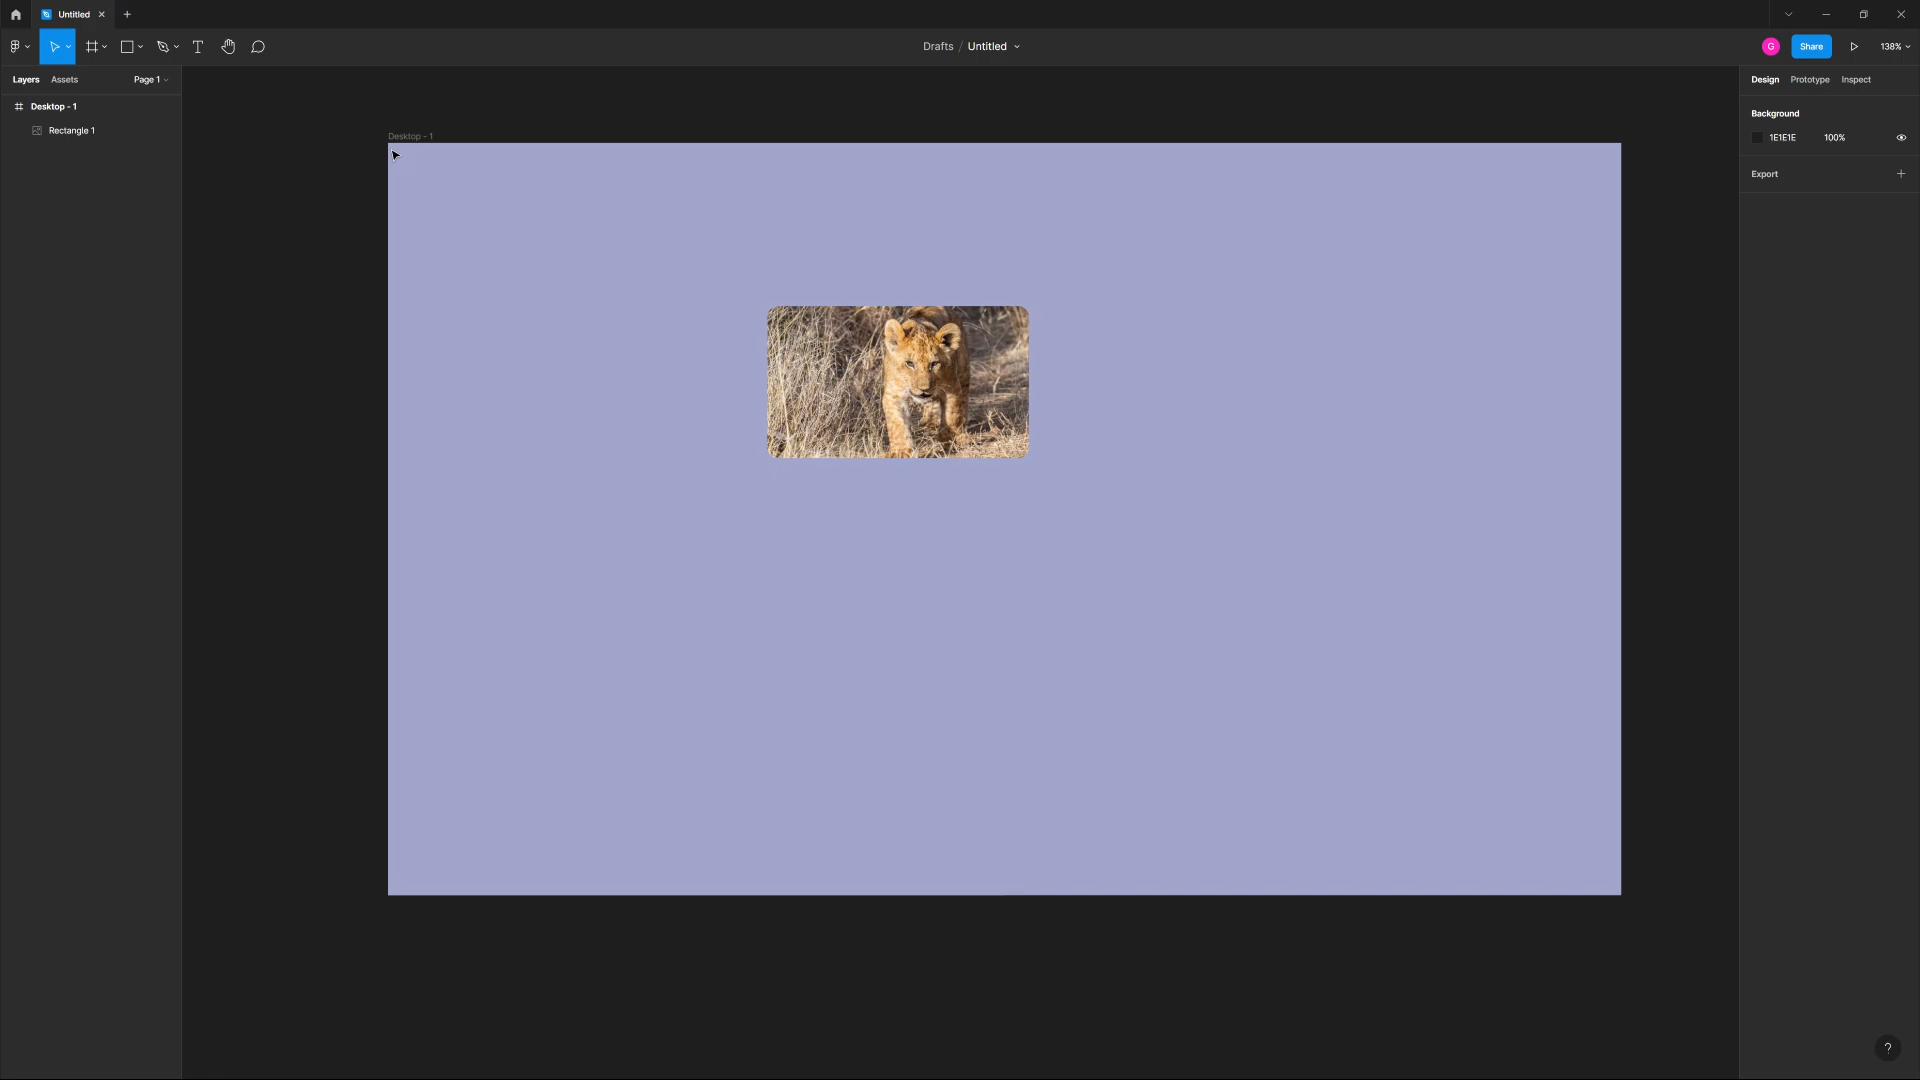 Untitled
Drafts / Untitled
G
Share
138%
Layers
Assets
Page 1
Design
Prototype
Inspect
Desktop - 1
Rectangle 1
Background
1E1E1E
100%
Export
Desktop - 1
?